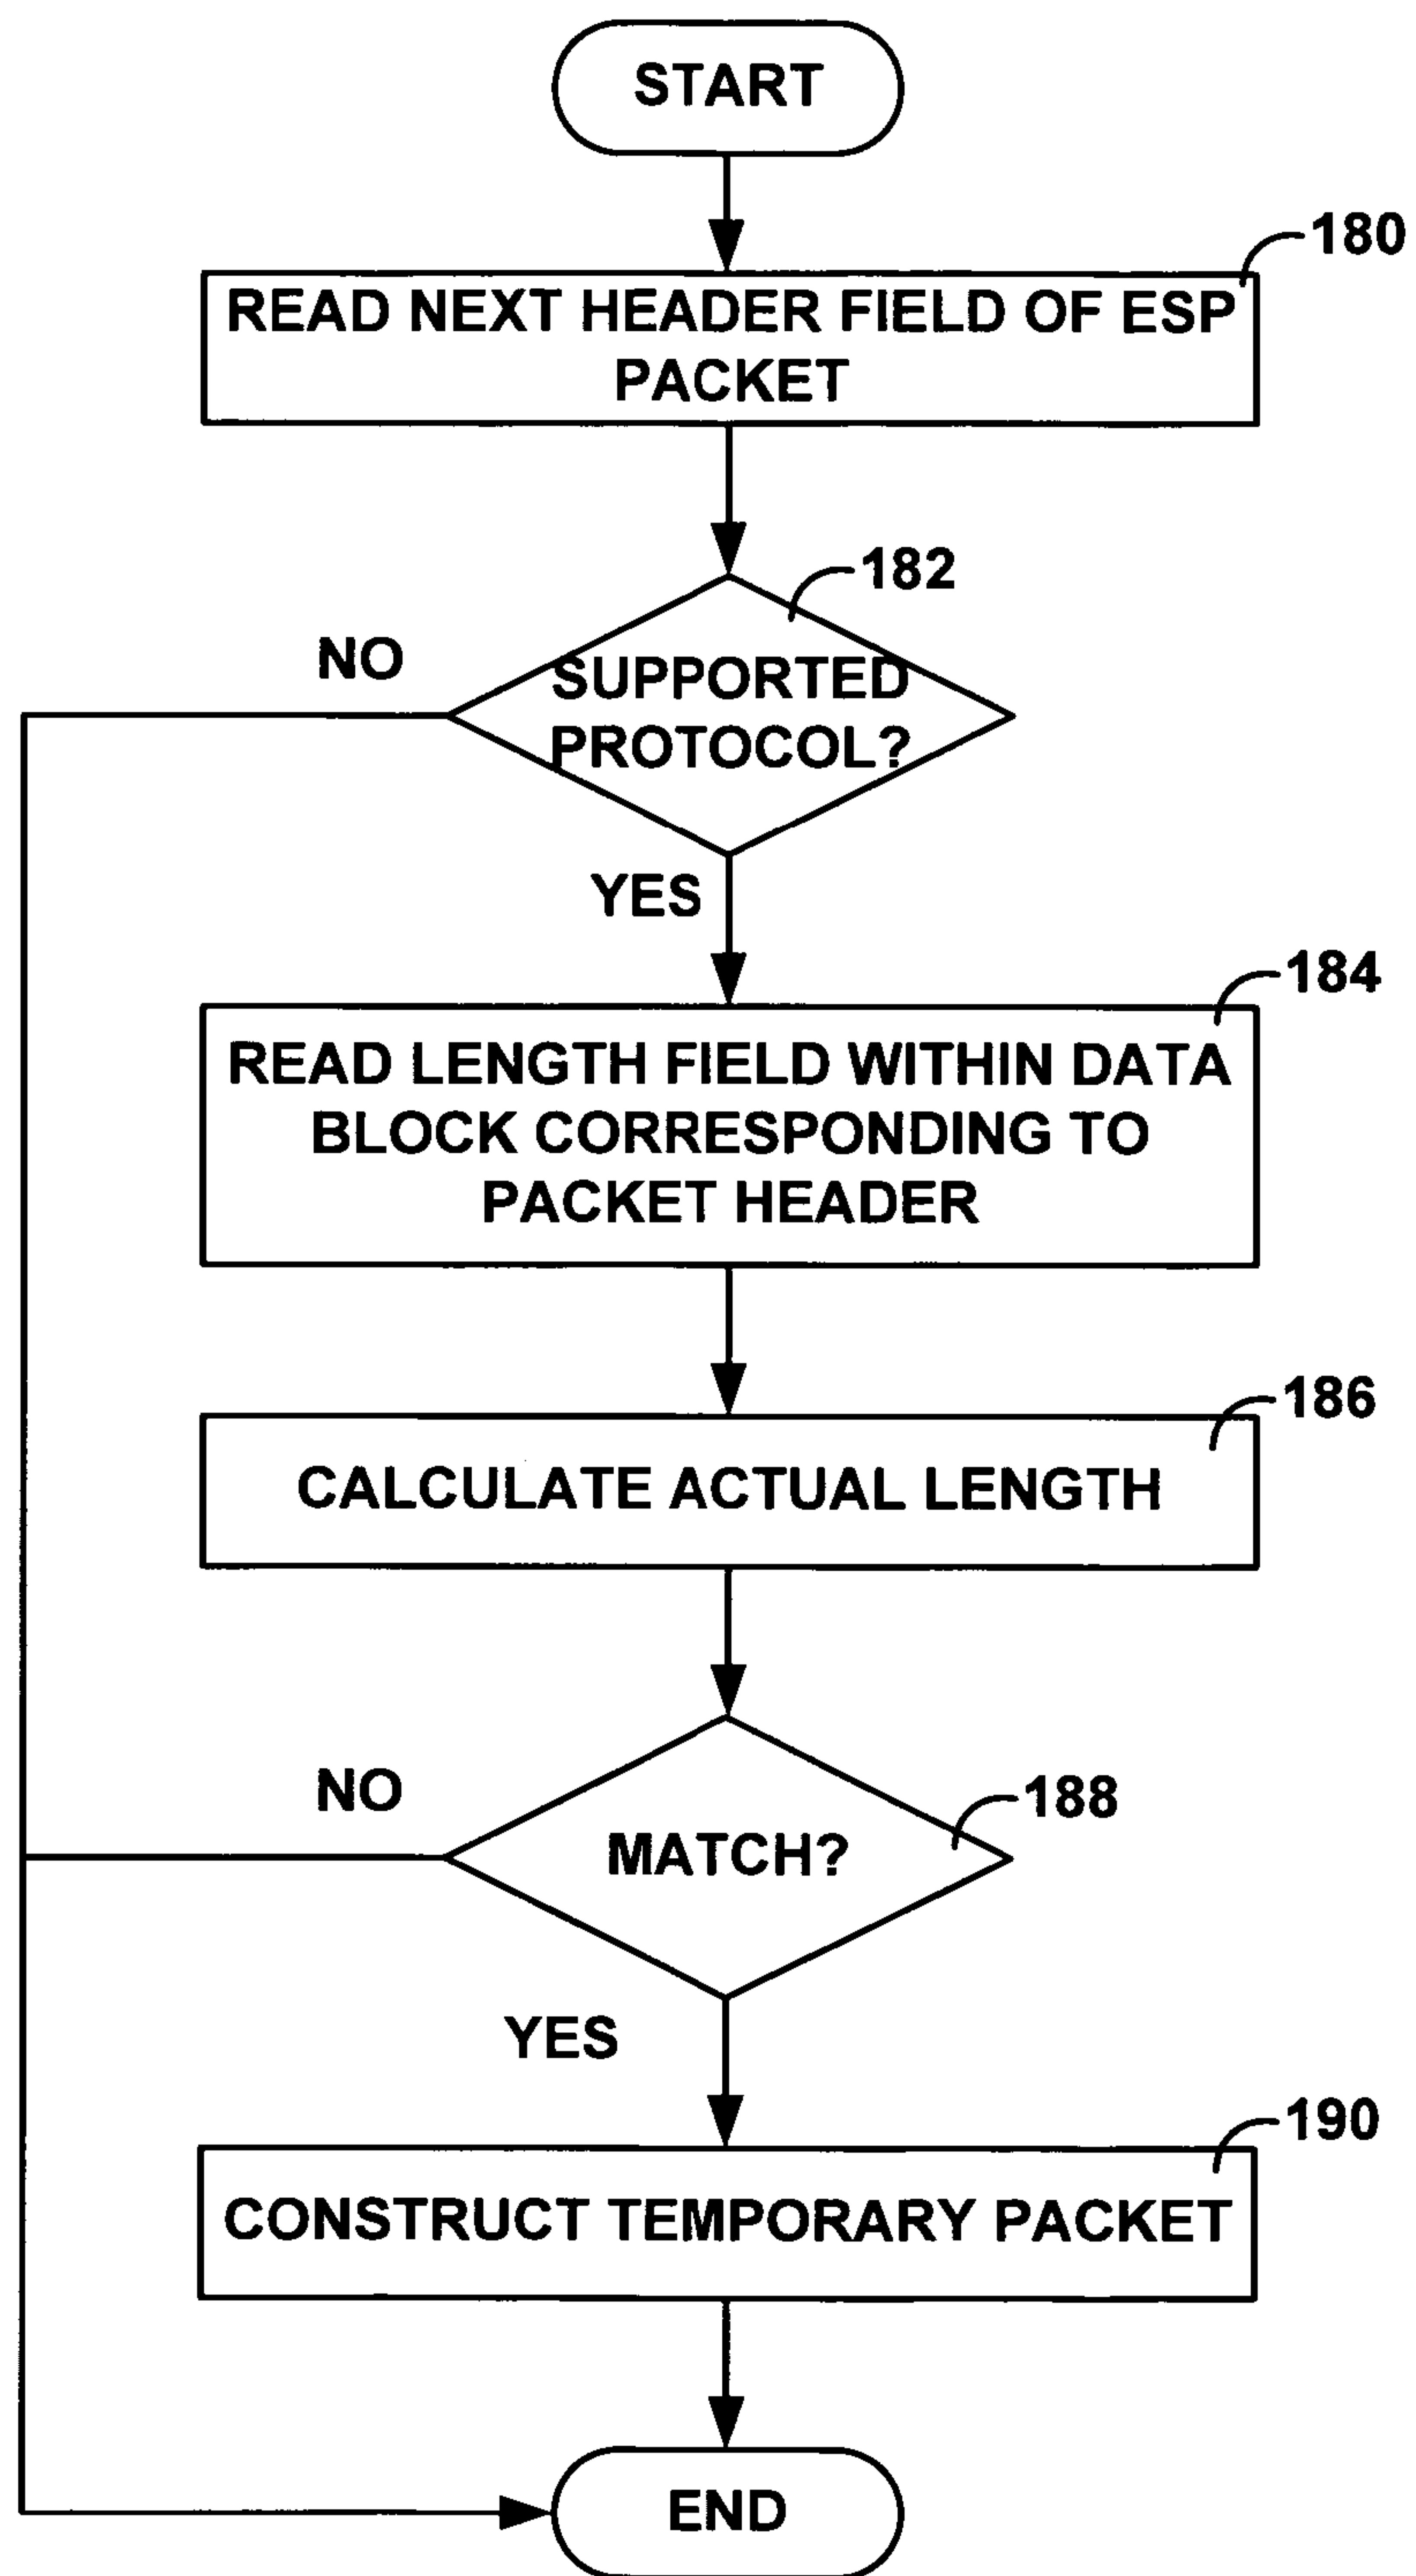 START
180
READ NEXT HEADER FIELD OF ESP
PACKET
182
NO
SUPPORTED
PROTOCOL?
YES
184
READ LENGTH FIELD WITHIN DATA
BLOCK CORRESPONDING TO
PACKET HEADER
186
CALCULATE ACTUAL LENGTH
NO
188
MATCH?
YES
190
CONSTRUCT TEMPORARY PACKET
END